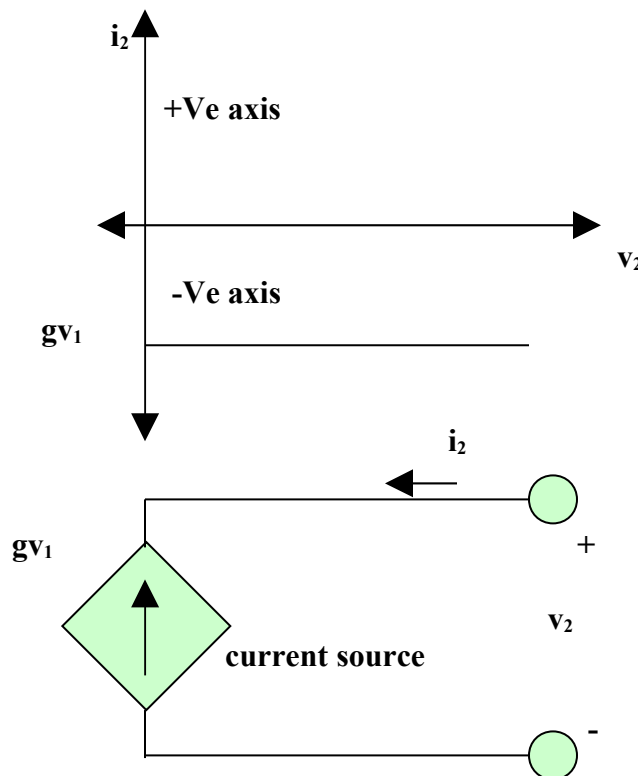 i₂
+Ve axis
v₂
-Ve axis
gv₁
i₂
+
gv₁
v₂
current source
-